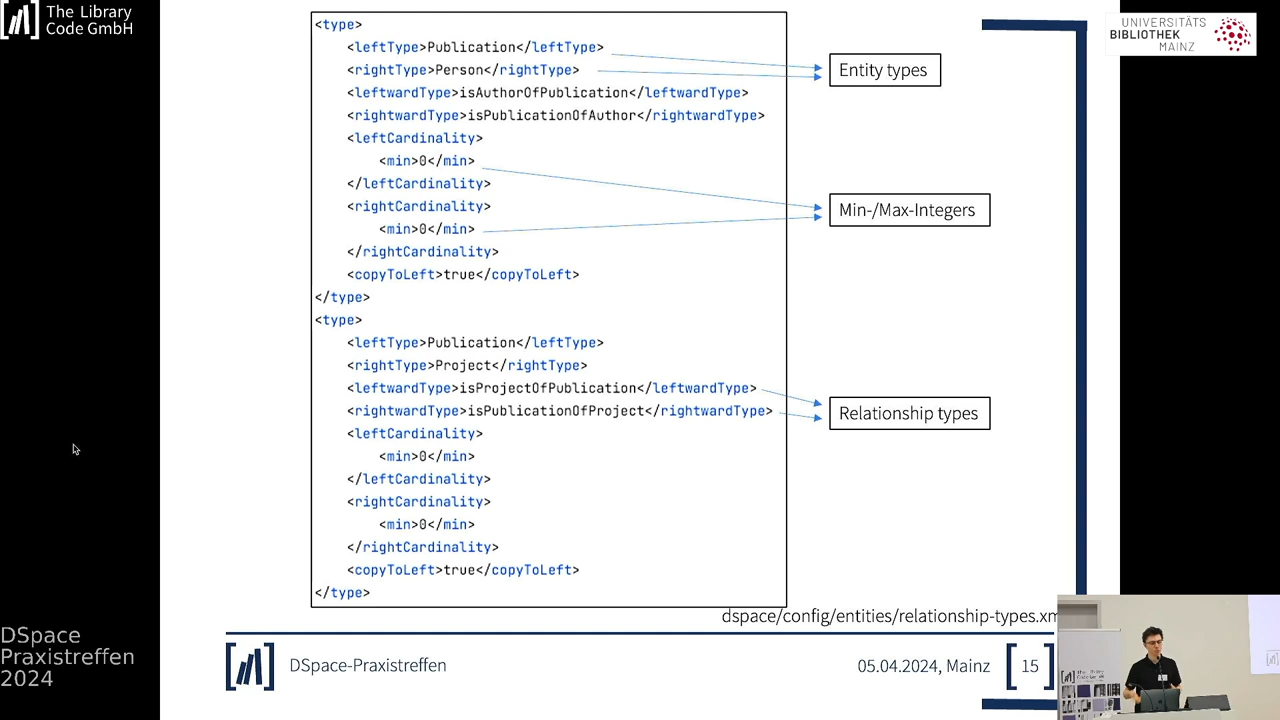 The Library
Code GmbH
UNIVERSITÄTS
BIBLIOTHEK
MAINZ
<type>
<leftType>Publication</leftType>
<rightType>Person</rightType>
<leftwardType>isAuthorOfPublication</leftwardType>
<rightwardType>isPublicationOfAuthor</rightwardType>
<leftCardinality>
<min>0</min>
</leftCardinality>
<rightCardinality>
<min>0</min>
</rightCardinality>
<copyToLeft>true</copyToLeft>
</type>
<type>
<leftType>Publication</leftType>
<rightType>Project</rightType>
<leftwardType>isProjectOfPublication</leftwardType>
<rightwardType>isPublicationOfProject</rightwardType>
<leftCardinality>
<min>0</min>
</leftCardinality>
<rightCardinality>
<min>0</min>
</rightCardinality>
<copyToLeft>true</copyToLeft>
</type>
Entity types
Min-/Max-Integers
Relationship types
dspace/config/entities/relationship-types.xm
DSpace
Praxistreffen
2024
DSpace-Praxistreffen
05.04.2024, Mainz
15
The Library
Code GmbH